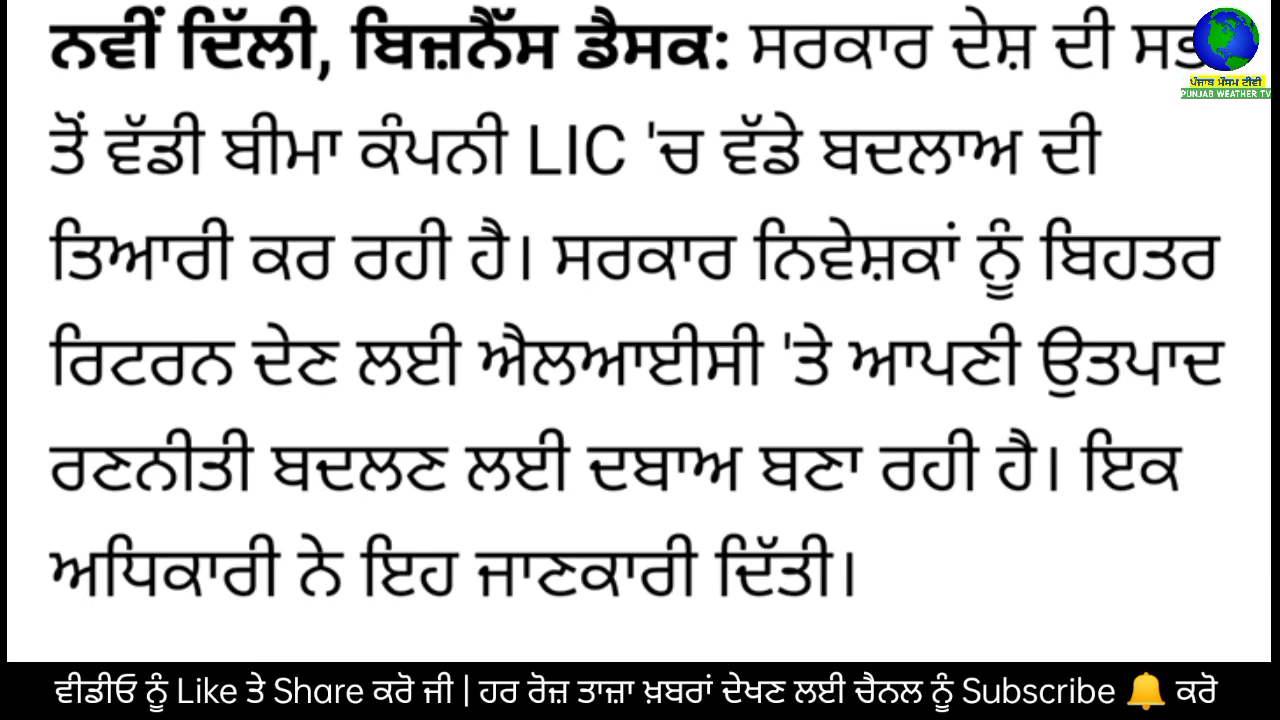 ਨਵੀਂ ਦਿੱਲੀ, ਬਿਜ਼ਨੈੱਸ ਡੈਸਕ: ਸਰਕਾਰ ਦੇਸ਼ ਦੀ
ਤੋਂ ਵੱਡੀ ਬੀਮਾ ਕੰਪਨੀ LIC 'ਚ ਵੱਡੇ ਬਦਲਾਅ ਦੀ
ਤਿਆਰੀ ਕਰ ਰਹੀ ਹੈ। ਸਰਕਾਰ ਨਿਵੇਸ਼ਕਾਂ ਨੂੰ ਬਿਹਤਰ
ਰਿਟਰਨ ਦੇਣ ਲਈ ਐਲਆਈਸੀ 'ਤੇ ਆਪਣੀ ਉਤਪਾਦ
ਰਣਨੀਤੀ ਬਦਲਣ ਲਈ ਦਬਾਅ ਬਣਾ ਰਹੀ ਹੈ। ਇਕ
ਅਧਿਕਾਰੀ ਨੇ ਇਹ ਜਾਣਕਾਰੀ ਦਿੱਤੀ।
ਪੰਜਾਬ ਮੌਸਮ ਟੀਵੀ
PUNJAB WEATHER TV
ਵੀਡੀਓ ਨੂੰ Like ਤੇ Share ਕਰੋ ਜੀ | ਹਰ ਰੋਜ਼ ਤਾਜ਼ਾ ਖ਼ਬਰਾਂ ਦੇਖਣ ਲਈ ਚੈਨਲ ਨੂੰ Subscribe 🔔 ਕਰੋ